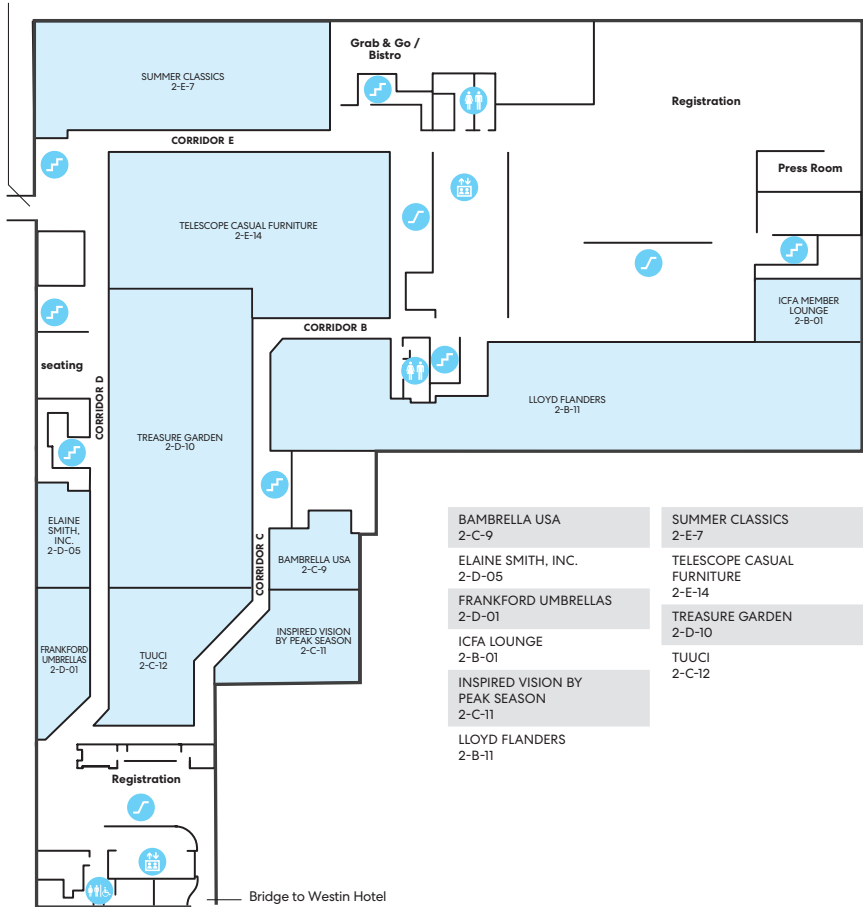 Grab & Go /
Bistro
SUMMER CLASSICS
2-E-7
Registration
CORRIDOR E
Press Room
TELESCOPE CASUAL FURNITURE
2-E-14
ICFA MEMBER
LOUNGE
2-B-01
CORRIDOR B
seating
CORRIDOR D
LLOYD FLANDERS
2-B-11
TREASURE GARDEN
2-D-10
ELAINE
SMITH,
INC.
2-D-05
CORRIDOR C
BAMBRELLA USA
2-C-9
FRANKFORD
UMBRELLAS
2-D-01
TUUCI
2-C-12
INSPIRED VISION
BY PEAK SEASON
2-C-11
BAMBRELLA USA
2-C-9
ELAINE SMITH, INC.
2-D-05
FRANKFORD UMBRELLAS
2-D-01
ICFA LOUNGE
2-B-01
INSPIRED VISION BY
PEAK SEASON
2-C-11
LLOYD FLANDERS
2-B-11
SUMMER CLASSICS
2-E-7
TELESCOPE CASUAL
FURNITURE
2-E-14
TREASURE GARDEN
2-D-10
TUUCI
2-C-12
Registration
Bridge to Westin Hotel